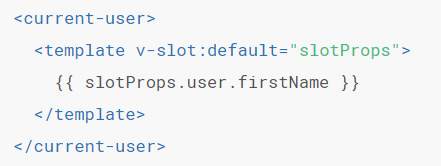 <current-user>
  <template v-slot:default="slotProps">
    {{ slotProps.user.firstName }}
  </template>
</current-user>